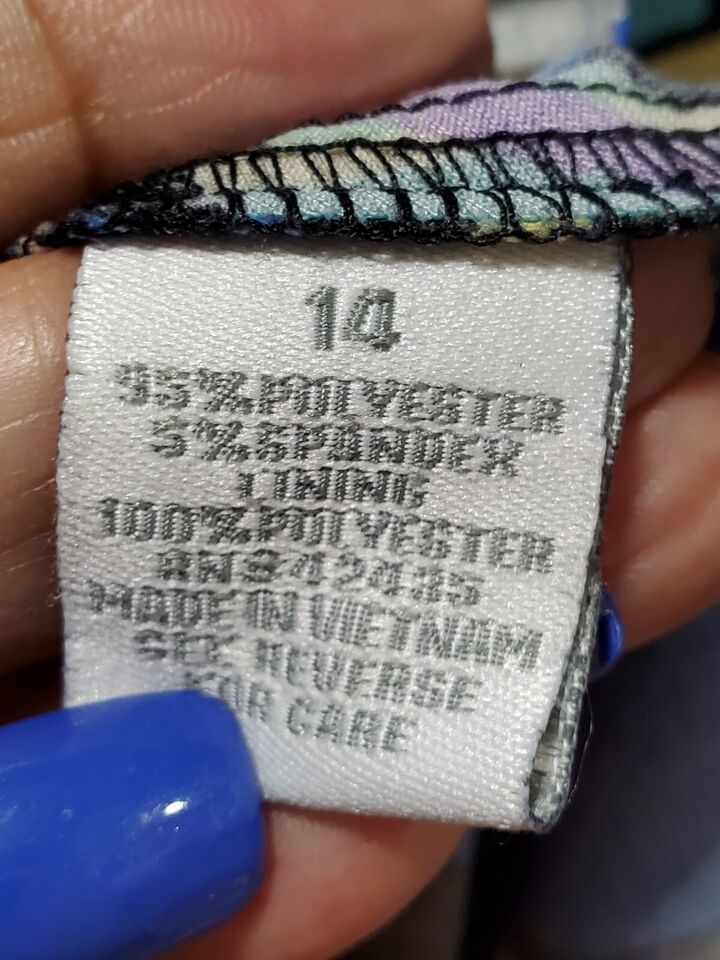 14
95%POLYESTER
5%SPANDEX
LINING
100%POLYESTER
MADE IN VIETNAM
SEE REVERSE
FOR CARE